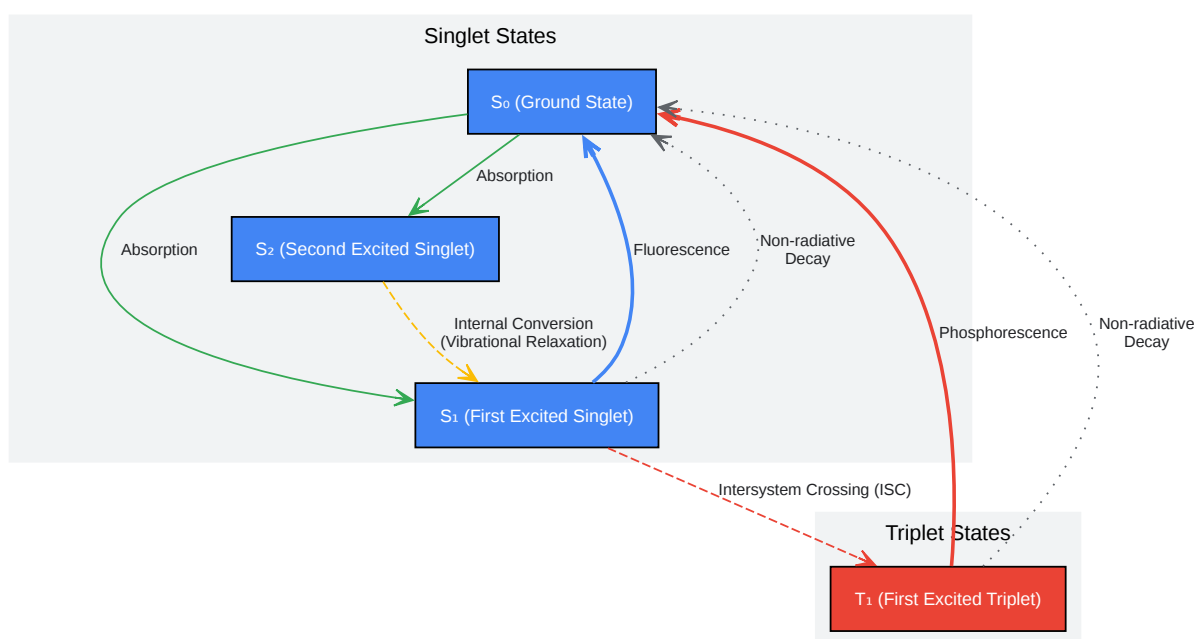 Singlet States
S₀ (Ground State)
Absorption
S₂ (Second Excited Singlet)
Absorption
Fluorescence
Non-radiative
Decay
Internal Conversion
(Vibrational Relaxation)
Phosphorescence
Non-radiative
Decay
S₁ (First Excited Singlet)
Intersystem Crossing (ISC)
Triplet States
T₁ (First Excited Triplet)